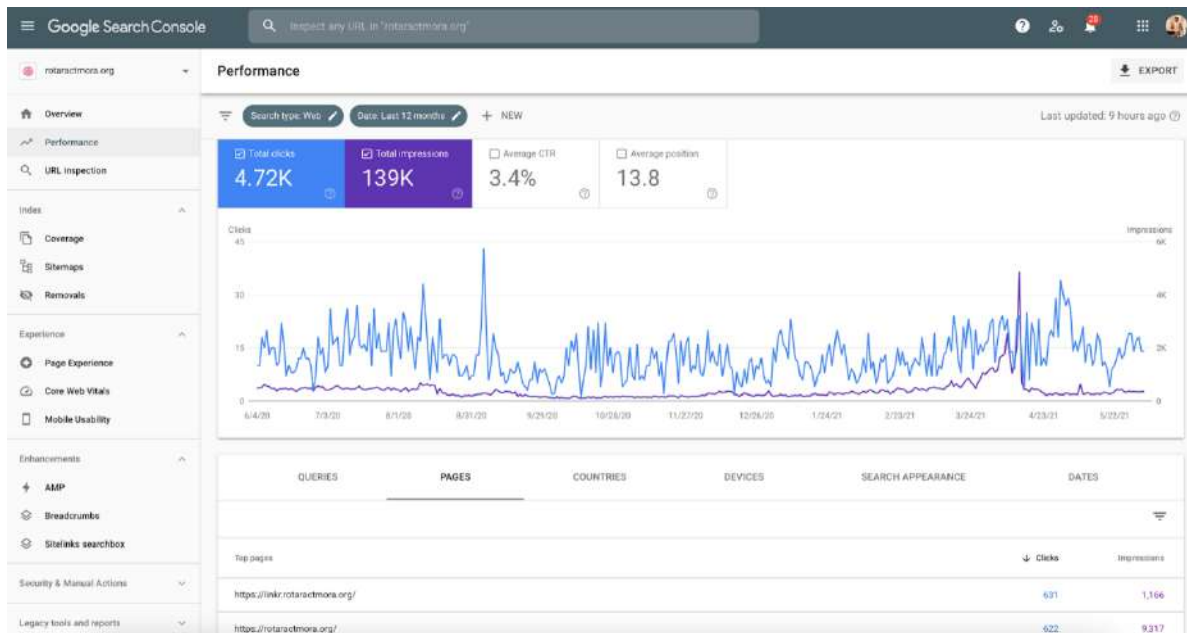 Google Search Console
Inspect any URL in "rotaractmora.org"
28
rotaractmora.org
Performance
EXPORT
Overview
Performance
URL inspection
Index
Coverage
Sitemaps
Removals
Experience
Page Experience
Core Web Vitals
Mobile Usability
Enhancements
AMP
Breadcrumbs
Sitelinks searchbox
Security & Manual Actions
Legacy tools and reports
Search type: Web
Date: Last 12 months
+ NEW
Last updated: 9 hours ago
Total clicks
4.72K
Total impressions
139K
Average CTR
3.4%
Average position
13.8
Clicks
Impressions
45
6K
30
4K
15
2K
0
0
6/4/20 7/3/20 8/1/20 8/31/20 9/29/20 10/28/20 11/27/20 12/26/20 1/24/21 2/23/21 3/24/21 4/23/21 5/22/21
QUERIES PAGES COUNTRIES DEVICES SEARCH APPEARANCE DATES
Top pages Clicks Impressions
https://linkr.rotaractmora.org/ 631 1,166
https://rotaractmora.org/ 622 9,317